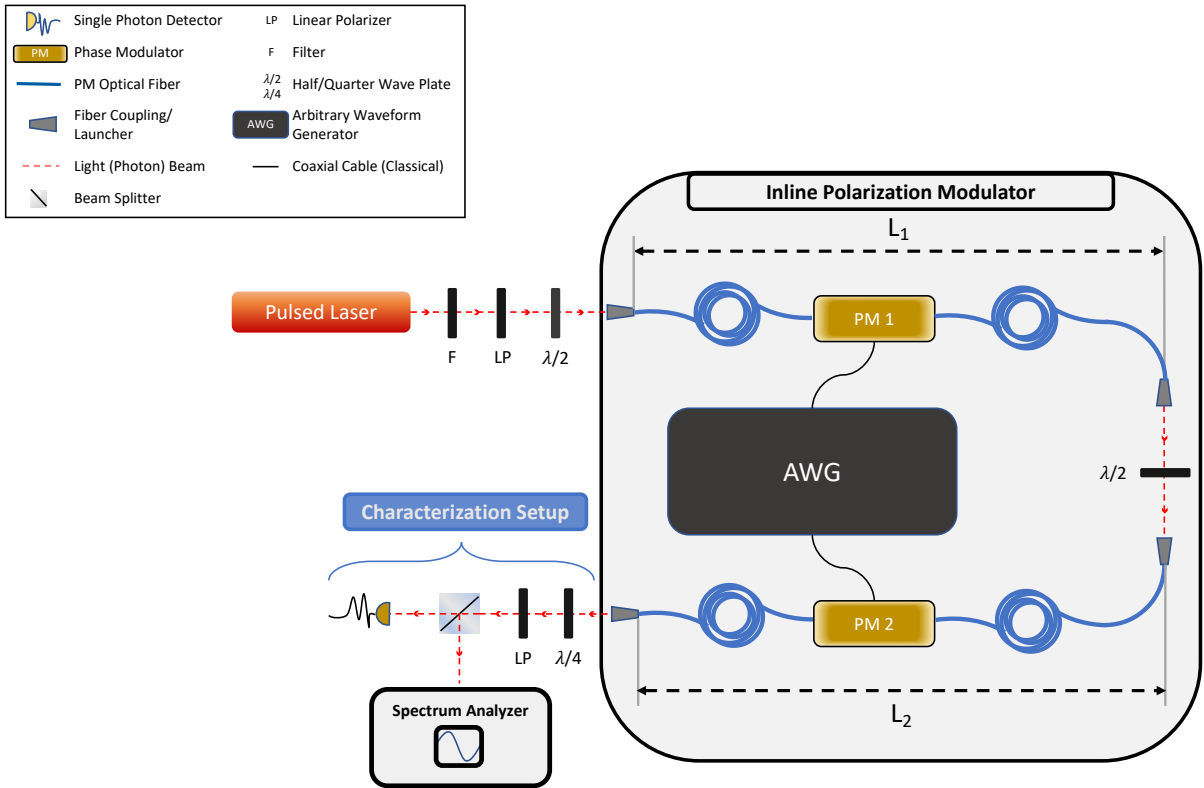 Single Photon Detector
LP Linear Polarizer
PM Phase Modulator
F Filter
PM Optical Fiber
λ/2
λ/4
Half/Quarter Wave Plate
Fiber Coupling/
Launcher
AWG
Arbitrary Waveform
Generator
Light (Photon) Beam
Coaxial Cable (Classical)
Beam Splitter
Inline Polarization Modulator
L₁
Pulsed Laser
F
LP
λ/2
PM 1
AWG
λ/2
Characterization Setup
PM 2
LP
λ/4
L₂
Spectrum Analyzer